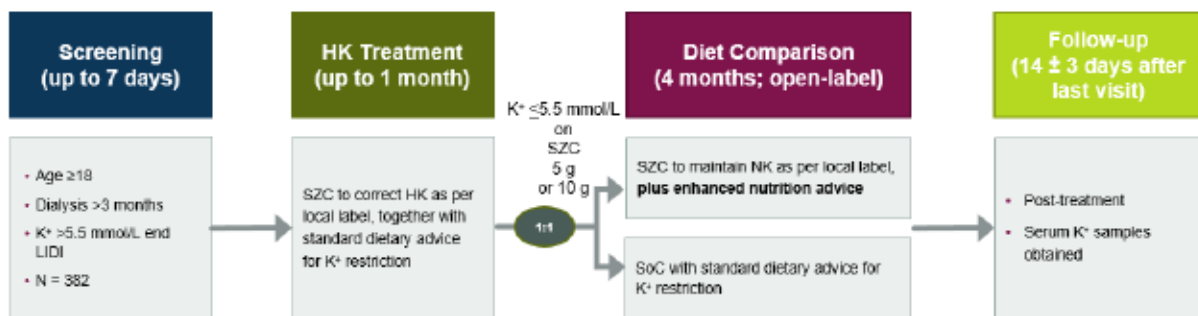 Screening
(up to 7 days)
HK Treatment
(up to 1 month)
Diet Comparison
(4 months; open-label)
Follow-up
(14 ± 3 days after
last visit)
K⁺ ≤5.5 mmol/L
on
SZC
5 g
or 10 g
• Age ≥18
• Dialysis >3 months
• K⁺ >5.5 mmol/L end
LIDI
• N = 382
SZC to correct HK as per
local label, together with
standard dietary advice
for K⁺ restriction
1:1
SZC to maintain NK as per local label,
plus enhanced nutrition advice
SoC with standard dietary advice for
K⁺ restriction
• Post-treatment
• Serum K⁺ samples
obtained